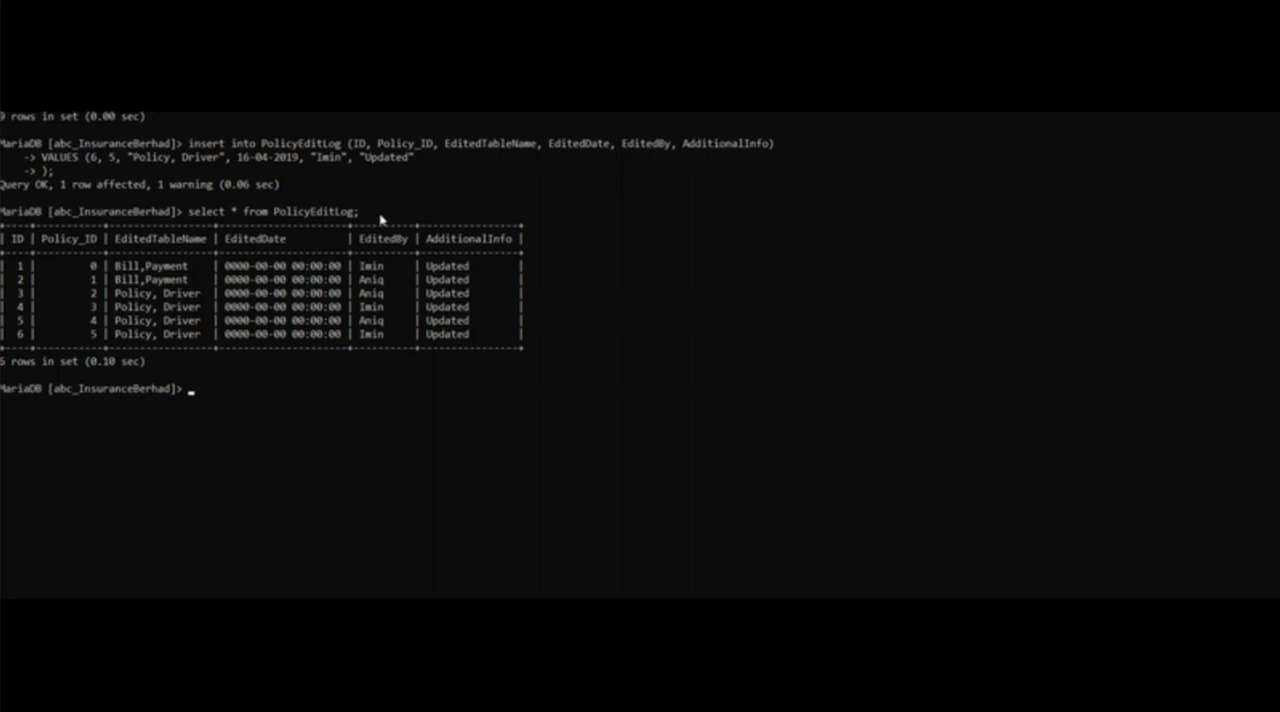 9 rows in set (0.00 sec)
MariaDB [abc_InsuranceBerhad]> insert into PolicyEditLog (ID, Policy_ID, EditedTableName, EditedDate, EditedBy, AdditionalInfo)
-> VALUES (6, 5, "Policy, Driver", 16-04-2019, "Imin", "Updated"
-> );
Query OK, 1 row affected, 1 warning (0.06 sec)
MariaDB [abc_InsuranceBerhad]> select * from PolicyEditLog;
| ID | Policy_ID | EditedTableName | EditedDate | EditedBy | AdditionalInfo |
| 1 | 0 | Bill,Payment | 0000-00-00 00:00:00 | Imin | Updated |
| 2 | 1 | Bill,Payment | 0000-00-00 00:00:00 | Aniq | Updated |
| 3 | 2 | Policy, Driver | 0000-00-00 00:00:00 | Aniq | Updated |
| 4 | 3 | Policy, Driver | 0000-00-00 00:00:00 | Imin | Updated |
| 5 | 4 | Policy, Driver | 0000-00-00 00:00:00 | Aniq | Updated |
| 6 | 5 | Policy, Driver | 0000-00-00 00:00:00 | Imin | Updated |
rows in set (0.10 sec)
MariaDB [abc_InsuranceBerhad]>